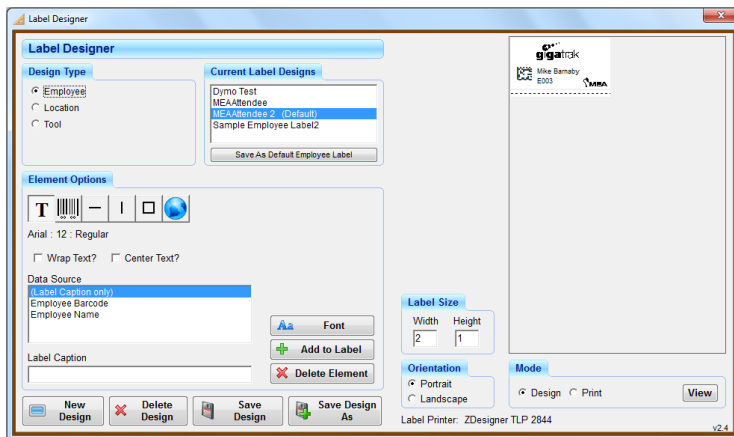 Label Designer
Label Designer
Design Type
Employee
Location
Tool
Current Label Designs
Dymo Test
MEAAttendee
MEAAttendee 2 (Default)
Sample Employee Label2
Save As Default Employee Label
Element Options
T
Arial : 12 : Regular
Wrap Text? Center Text?
Data Source
(Label Caption only)
Employee Barcode
Employee Name
Label Caption
Aa Font
Add to Label
Delete Element
New Design
Delete Design
Save Design
Save Design As
gigatrak
Mike Barnaby
E003
MEA
Label Size
Width Height
2 1
Orientation
Portrait
Landscape
Mode
Design Print
View
Label Printer: ZDesigner TLP 2844
v2.4